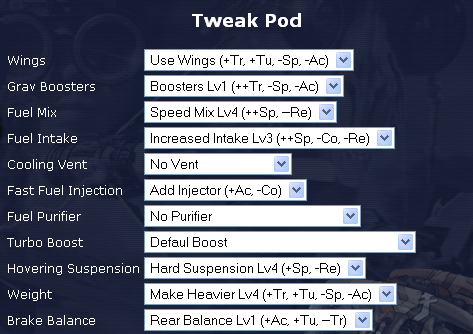 Tweak Pod
Wings Use Wings (+Tr, +Tu, -Sp, -Ac)
Grav Boosters Boosters Lv1 (++Tr, -Sp, -Ac)
Fuel Mix Speed Mix Lv4 (++Sp, --Re)
Fuel Intake Increased Intake Lv3 (++Sp, -Co, -Re)
Cooling Vent No Vent
Fast Fuel Injection Add Injector (+Ac, -Co)
Fuel Purifier No Purifier
Turbo Boost Defaul Boost
Hovering Suspension Hard Suspension Lv4 (+Sp, -Re)
Weight Make Heavier Lv4 (+Tr, +Tu, -Sp, -Ac)
Brake Balance Rear Balance Lv1 (+Ac, +Tu, --Tr)